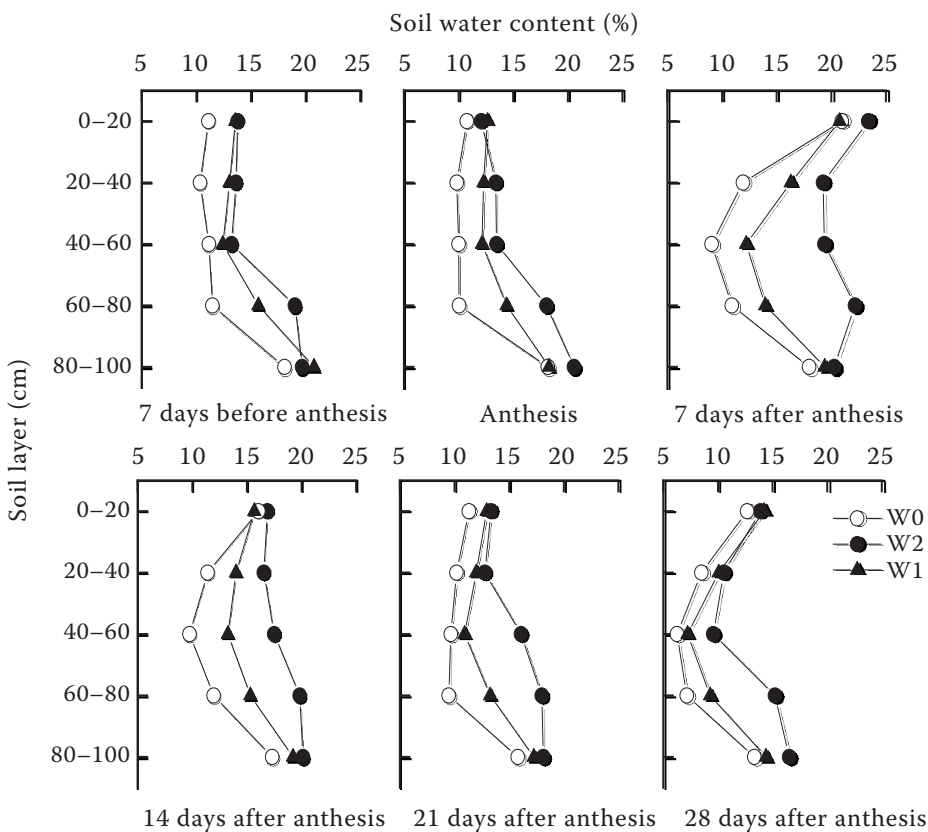 Soil water content (%)
5 10 15 20 25 5 10 15 20 25 5 10 15 20 25
0–20
20–40
40–60
60–80
80–100
7 days before anthesis Anthesis 7 days after anthesis
Soil layer (cm)
5 10 15 20 25 5 10 15 20 25 5 10 15 20 25
0–20
20–40
40–60
60–80
80–100
W0
W2
W1
14 days after anthesis 21 days after anthesis 28 days after anthesis